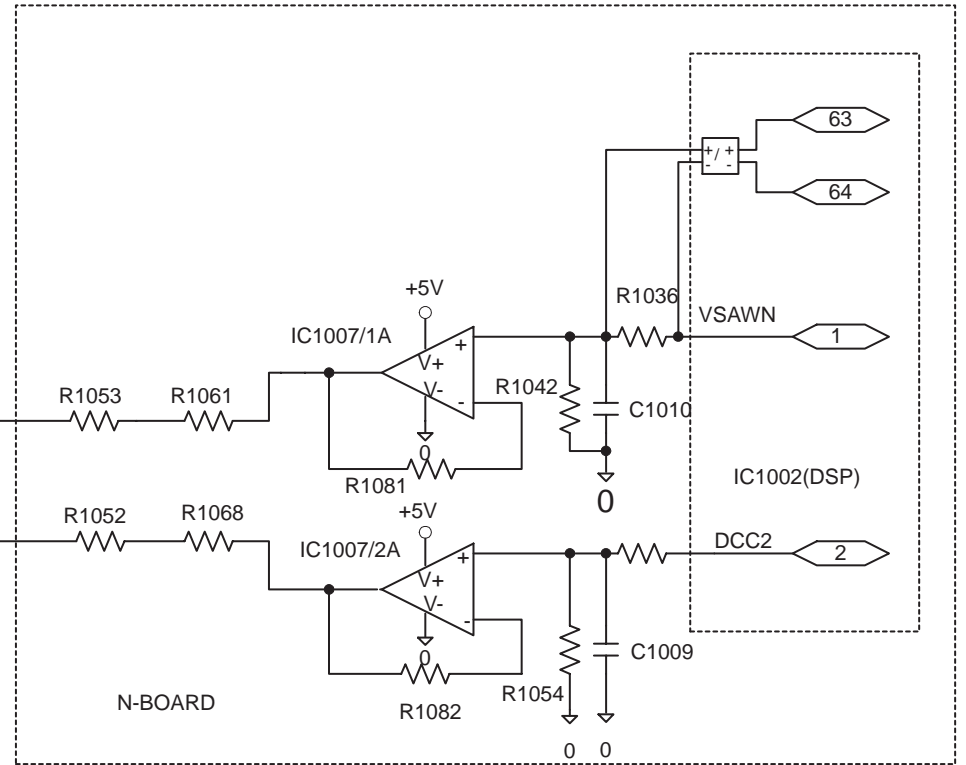 63
+ / +
- -
64
+5V
R1036
VSAWN
IC1007/1A
1
V+
+
V-
-
R1053
R1061
R1042
C1010
0
R1081
0
IC1002(DSP)
+5V
R1052
R1068
IC1007/2A
DCC2
2
V+
+
V-
-
0
C1009
R1054
R1082
N-BOARD
0 0